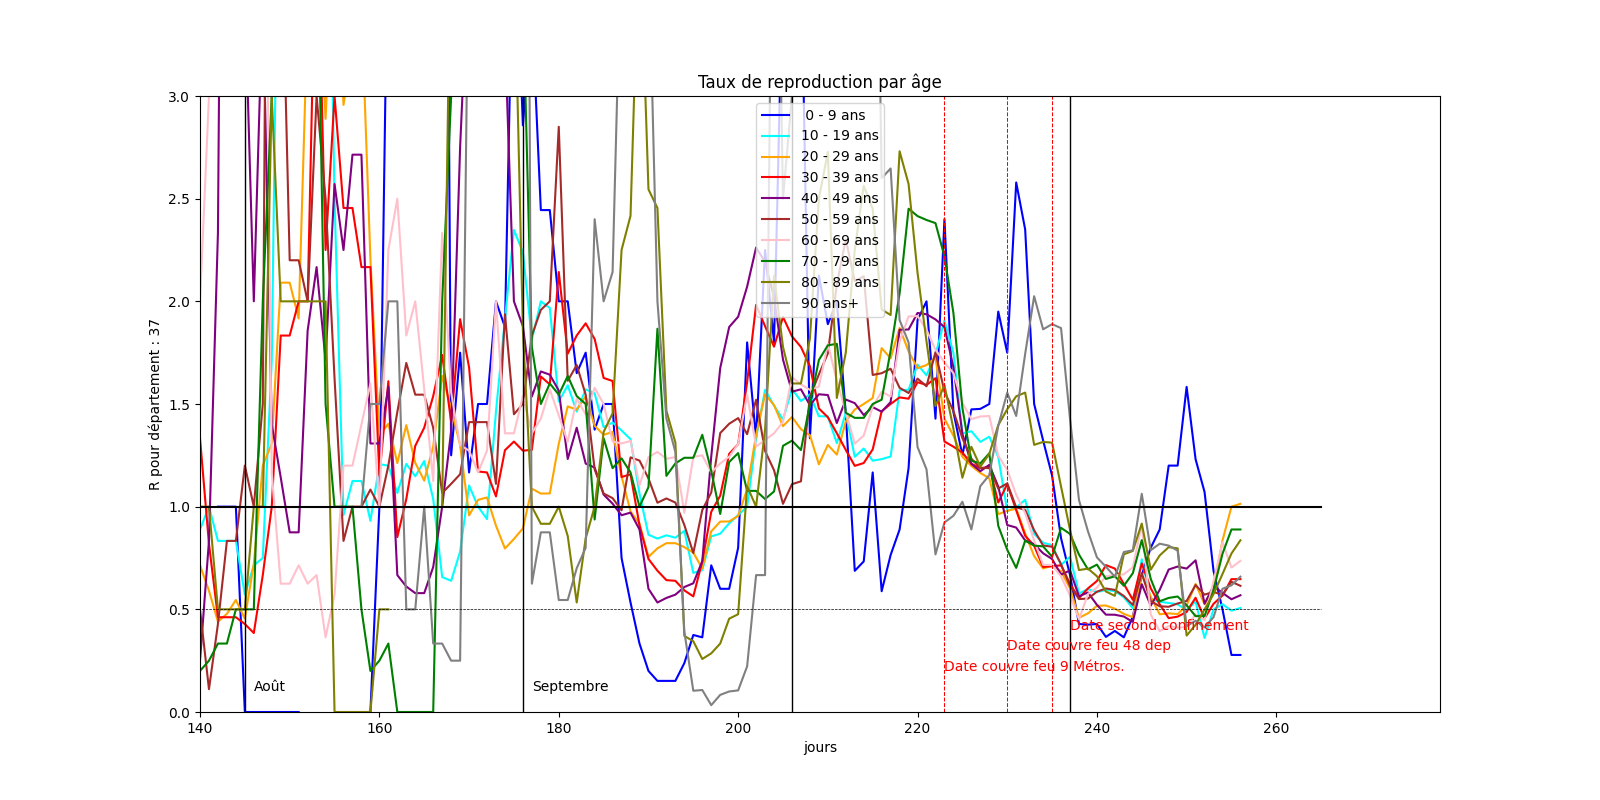 Taux de reproduction par âge
R pour département : 37
3.0
2.5
2.0
1.5
1.0
0.5
0.0
0 - 9 ans
10 - 19 ans
20 - 29 ans
30 - 39 ans
40 - 49 ans
50 - 59 ans
60 - 69 ans
70 - 79 ans
80 - 89 ans
90 ans+
Date second confinement
Date couvre feu 48 dep
Date couvre feu 9 Métros.
Août
Septembre
140 160 180 200 220 240 260
jours